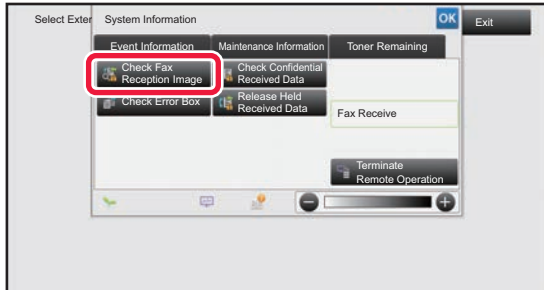 Select Exter
System Information
OK
Exit
Event Information
Maintenance Information
Toner Remaining
Check Fax
Reception Image
Check Confidential
Received Data
Check Error Box
Release Held
Received Data
Fax Receive
Terminate
Remote Operation